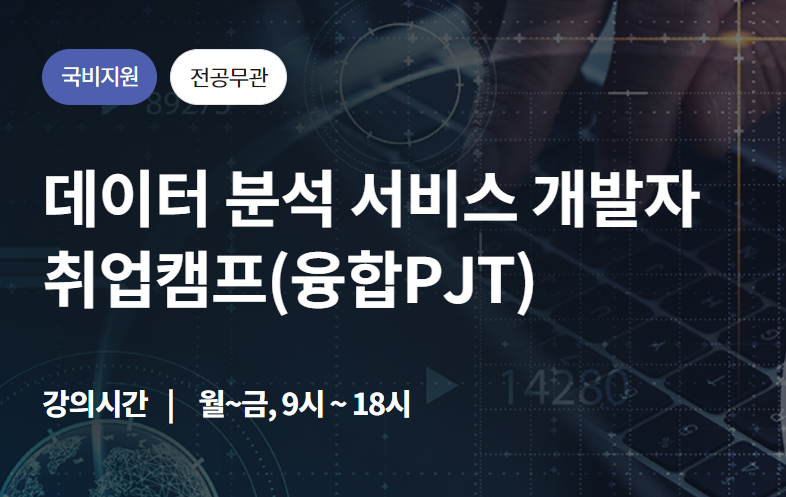 국비지원 전공무관
89275
데이터 분석 서비스 개발자
취업캠프(융합PJT)
14280
강의시간 | 월~금, 9시 ~ 18시